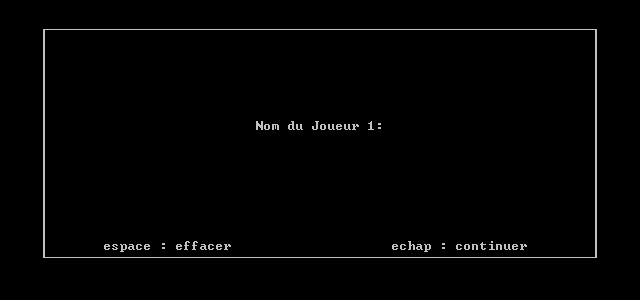 Nom du Joueur 1:
espace : effacer echap : continuer